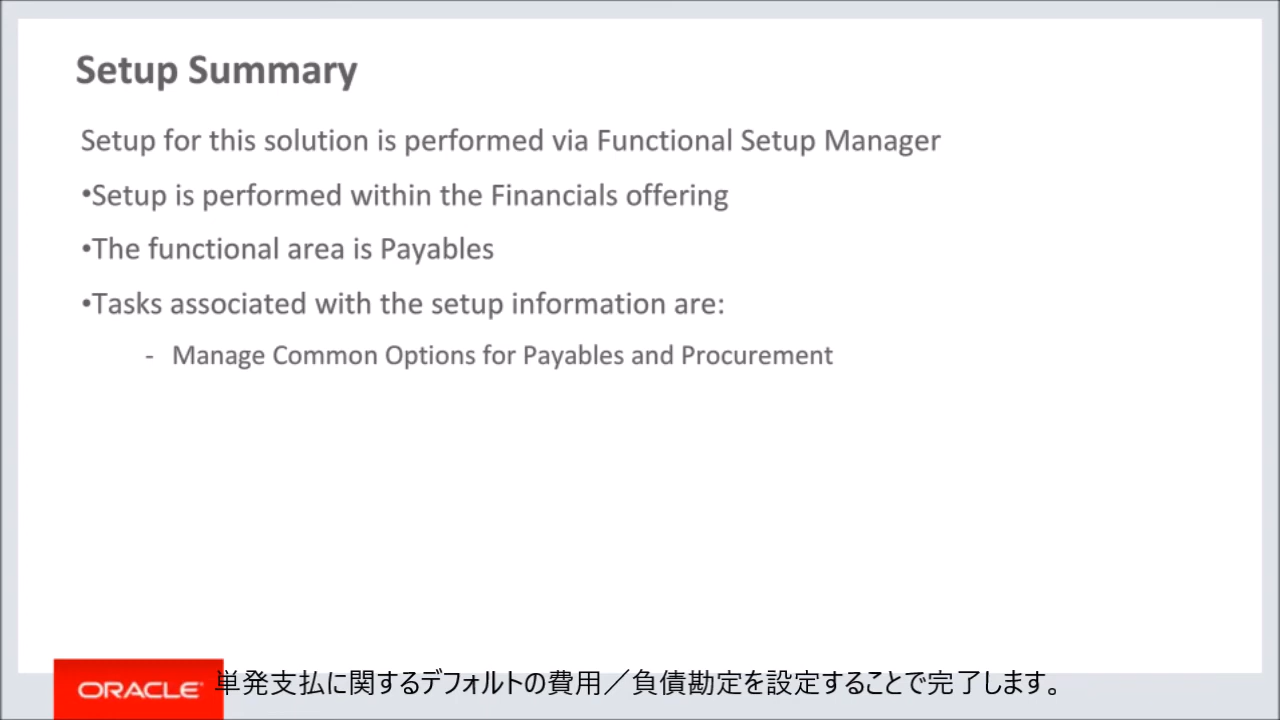 Setup Summary
Setup for this solution is performed via Functional Setup Manager
•Setup is performed within the Financials offering
•The functional area is Payables
•Tasks associated with the setup information are:
- Manage Common Options for Payables and Procurement
ORACLE
単発支払に関するデフォルトの費用／負債勘定を設定することで完了します。